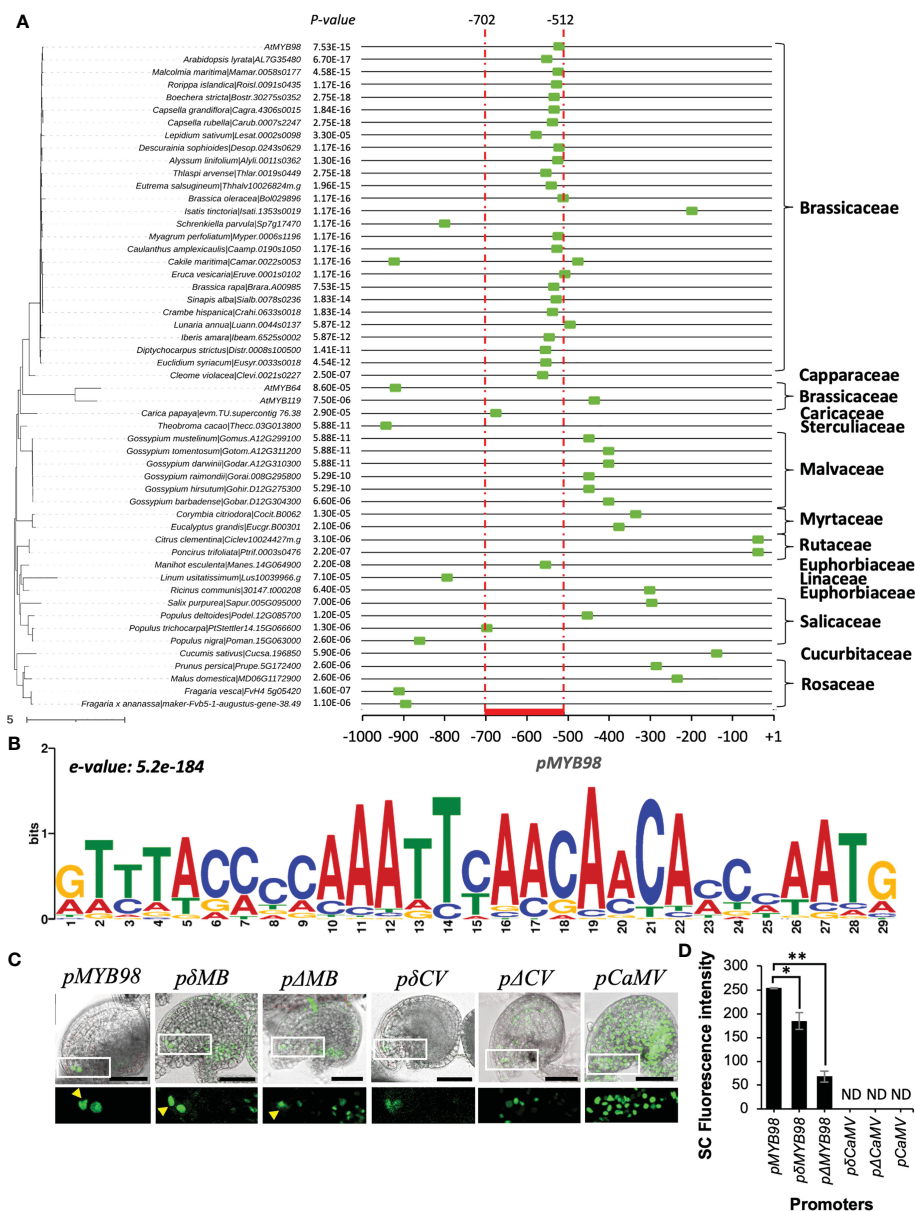 A
P-value
-702
-512
AtMYB98 7.53E-15
Arabidopsis lyrata|AL7G35480 6.70E-17
Malcolmia maritima|Mamar.0058s0177 4.58E-15
Rorippa islandica|Roisl.0091s0435 1.17E-16
Boechera stricta|Bostr.30275s0352 2.75E-18
Capsella grandiflora|Cagra.4306s0015 1.84E-16
Capsella rubella|Carub.0007s2247 2.75E-18
Lepidium sativum|Lesat.0002s0098 3.30E-05
Descurainia sophioides|Desop.0243s0629 1.17E-16
Alyssum linifolium|Alyli.0011s0362 1.30E-16
Thlaspi arvense|Thlar.0019s0449 2.75E-18
Eutrema salsugineum|Thhalv10026824m.g 1.96E-15
Brassica oleracea|Bol029896 1.17E-16
Isatis tinctoria|Isati.1353s0019 1.17E-16
Schrenkiella parvula|Sp7g17470 1.17E-16
Myagrum perfoliatum|Myper.0006s1196 1.17E-16
Caulanthus amplexicaulis|Caamp.0190s1050 1.17E-16
Cakile maritima|Camar.0022s0053 1.17E-16
Eruca vesicaria|Eruve.0001s0102 1.17E-16
Brassica rapa|Brara.A00985 7.53E-15
Sinapis alba|Sialb.0078s0236 1.83E-14
Crambe hispanica|Crahi.0633s0018 1.83E-14
Lunaria annua|Luann.0044s0137 5.87E-12
Iberis amara|Ibeam.6525s0002 5.87E-12
Diptychocarpus strictus|Distr.0008s100500 1.41E-11
Euclidium syriacum|Eusyr.0033s0018 4.54E-12
Cleome violacea|Clevi.0021s0227 2.50E-07
AtMYB64 8.60E-05
AtMYB119 7.50E-06
Carica papaya|evm.TU.supercontig 76.38 2.90E-05
Theobroma cacao|Thecc.03G013800 5.88E-11
Gossypium mustelinum|Gomus.A12G299100 5.88E-11
Gossypium tomentosum|Gotom.A12G311200 5.88E-11
Gossypium darwinii|Godar.A12G310300 5.88E-11
Gossypium raimondii|Gorai.008G295800 5.29E-10
Gossypium hirsutum|Gohir.D12G275300 5.29E-10
Gossypium barbadense|Gobar.D12G304300 6.60E-06
Corymbia citriodora|Cocit.B0062 1.30E-05
Eucalyptus grandis|Eucgr.B00301 2.10E-06
Citrus clementina|Ciclev10024427m.g 3.10E-06
Poncirus trifoliata|Ptrif.0003s0476 2.20E-07
Manihot esculenta|Manes.14G064900 2.20E-08
Linum usitatissimum|Lus10039966.g 7.10E-05
Ricinus communis|30147.t000208 6.40E-05
Salix purpurea|Sapur.005G095000 7.00E-06
Populus deltoides|Podel.12G085700 1.20E-05
Populus trichocarpa|PtStettler14.15G066600 1.30E-06
Populus nigra|Poman.15G063000 2.60E-06
Cucumis sativus|Cucsa.196850 5.90E-06
Prunus persica|Prupe.5G172400 2.60E-06
Malus domestica|MD06G1172900 2.60E-06
Fragaria vesca|FvH4 5g05420 1.60E-07
Fragaria x ananassa|maker-Fvb5-1-augustus-gene-38.49 1.10E-06
Brassicaceae
Capparaceae
Brassicaceae
Caricaceae
Sterculiaceae
Malvaceae
Myrtaceae
Rutaceae
Euphorbiaceae
Linaceae
Euphorbiaceae
Salicaceae
Cucurbitaceae
Rosaceae
5
-1000 -900 -800 -700 -600 -500 -400 -300 -200 -100 +1
pMYB98
B
e-value: 5.2e-184
bits
2
1
0
GTTTACCCCAAATTCAACAACACCAATG
1 2 3 4 5 6 7 8 9 10 11 12 13 14 15 16 17 18 19 20 21 22 23 24 25 26 27 28 29
C
pMYB98 pδMB pΔMB pδCV pΔCV pCaMV
D
SC Fluorescence intensity
300
250
200
150
100
50
0
**
*
ND ND ND
pMYB98 pδMYB98 pΔMYB98 pδCaMV pΔCaMV pCaMV
Promoters